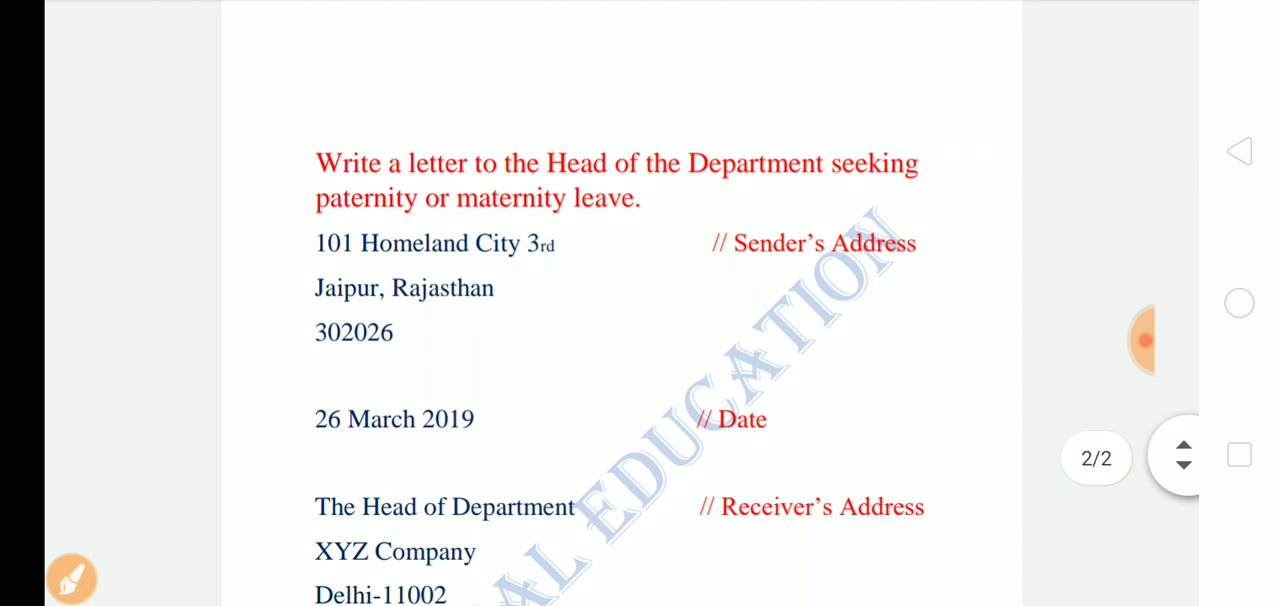 Write a letter to the Head of the Department seeking
paternity or maternity leave.
101 Homeland City 3rd // Sender's Address
Jaipur, Rajasthan
302026
26 March 2019 // Date
The Head of Department // Receiver's Address
XYZ Company
Delhi-11002
AL EDUCATION
2/2